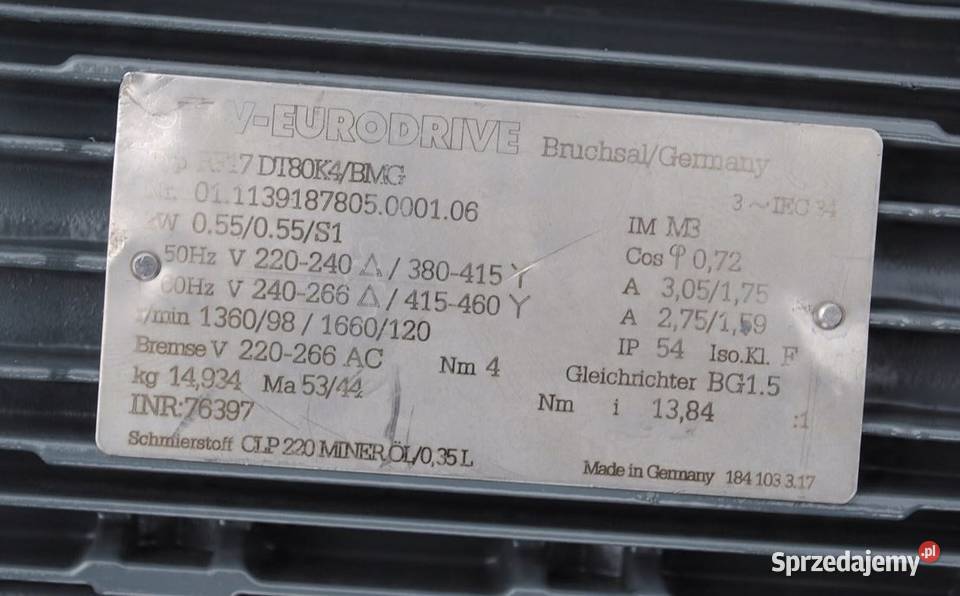 V-EURODRIVE Bruchsal/Germany
RF17 DT80K4/BMG 3~IEC 34
Nr. 01.1139187805.0001.06 IM M3
kW 0.55/0.55/S1 Cos φ 0,72
50Hz V 220-240 △/380-415 Y A 3,05/1,75
60Hz V 240-266 △/415-460 Y A 2,75/1,59
r/min 1360/98 / 1660/120 IP 54 Iso.Kl. F
Bremse V 220-266 AC Nm 4 Gleichrichter BG1.5
kg 14,934 Ma 53/44 Nm i 13,84 :1
INR:76397
Schmierstoff CLP 220 MINER.ÖL/0,35 L
Made in Germany 184 103 3.17
Sprzedajemy.pl